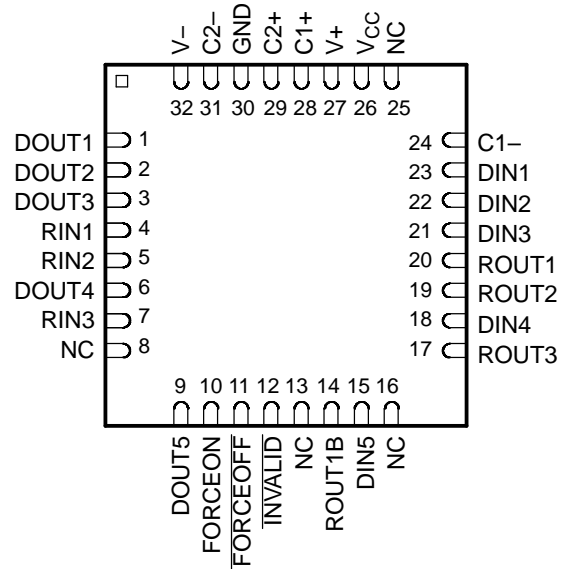 V–
C2–
GND
C2+
C1+
V+
VCC
NC
32 31 30 29 28 27 26 25
DOUT1 1
DOUT2 2
DOUT3 3
RIN1 4
RIN2 5
DOUT4 6
RIN3 7
NC 8
24 C1–
23 DIN1
22 DIN2
21 DIN3
20 ROUT1
19 ROUT2
18 DIN4
17 ROUT3
9 10 11 12 13 14 15 16
DOUT5
FORCEON
FORCEOFF
INVALID
NC
ROUT1B
DIN5
NC